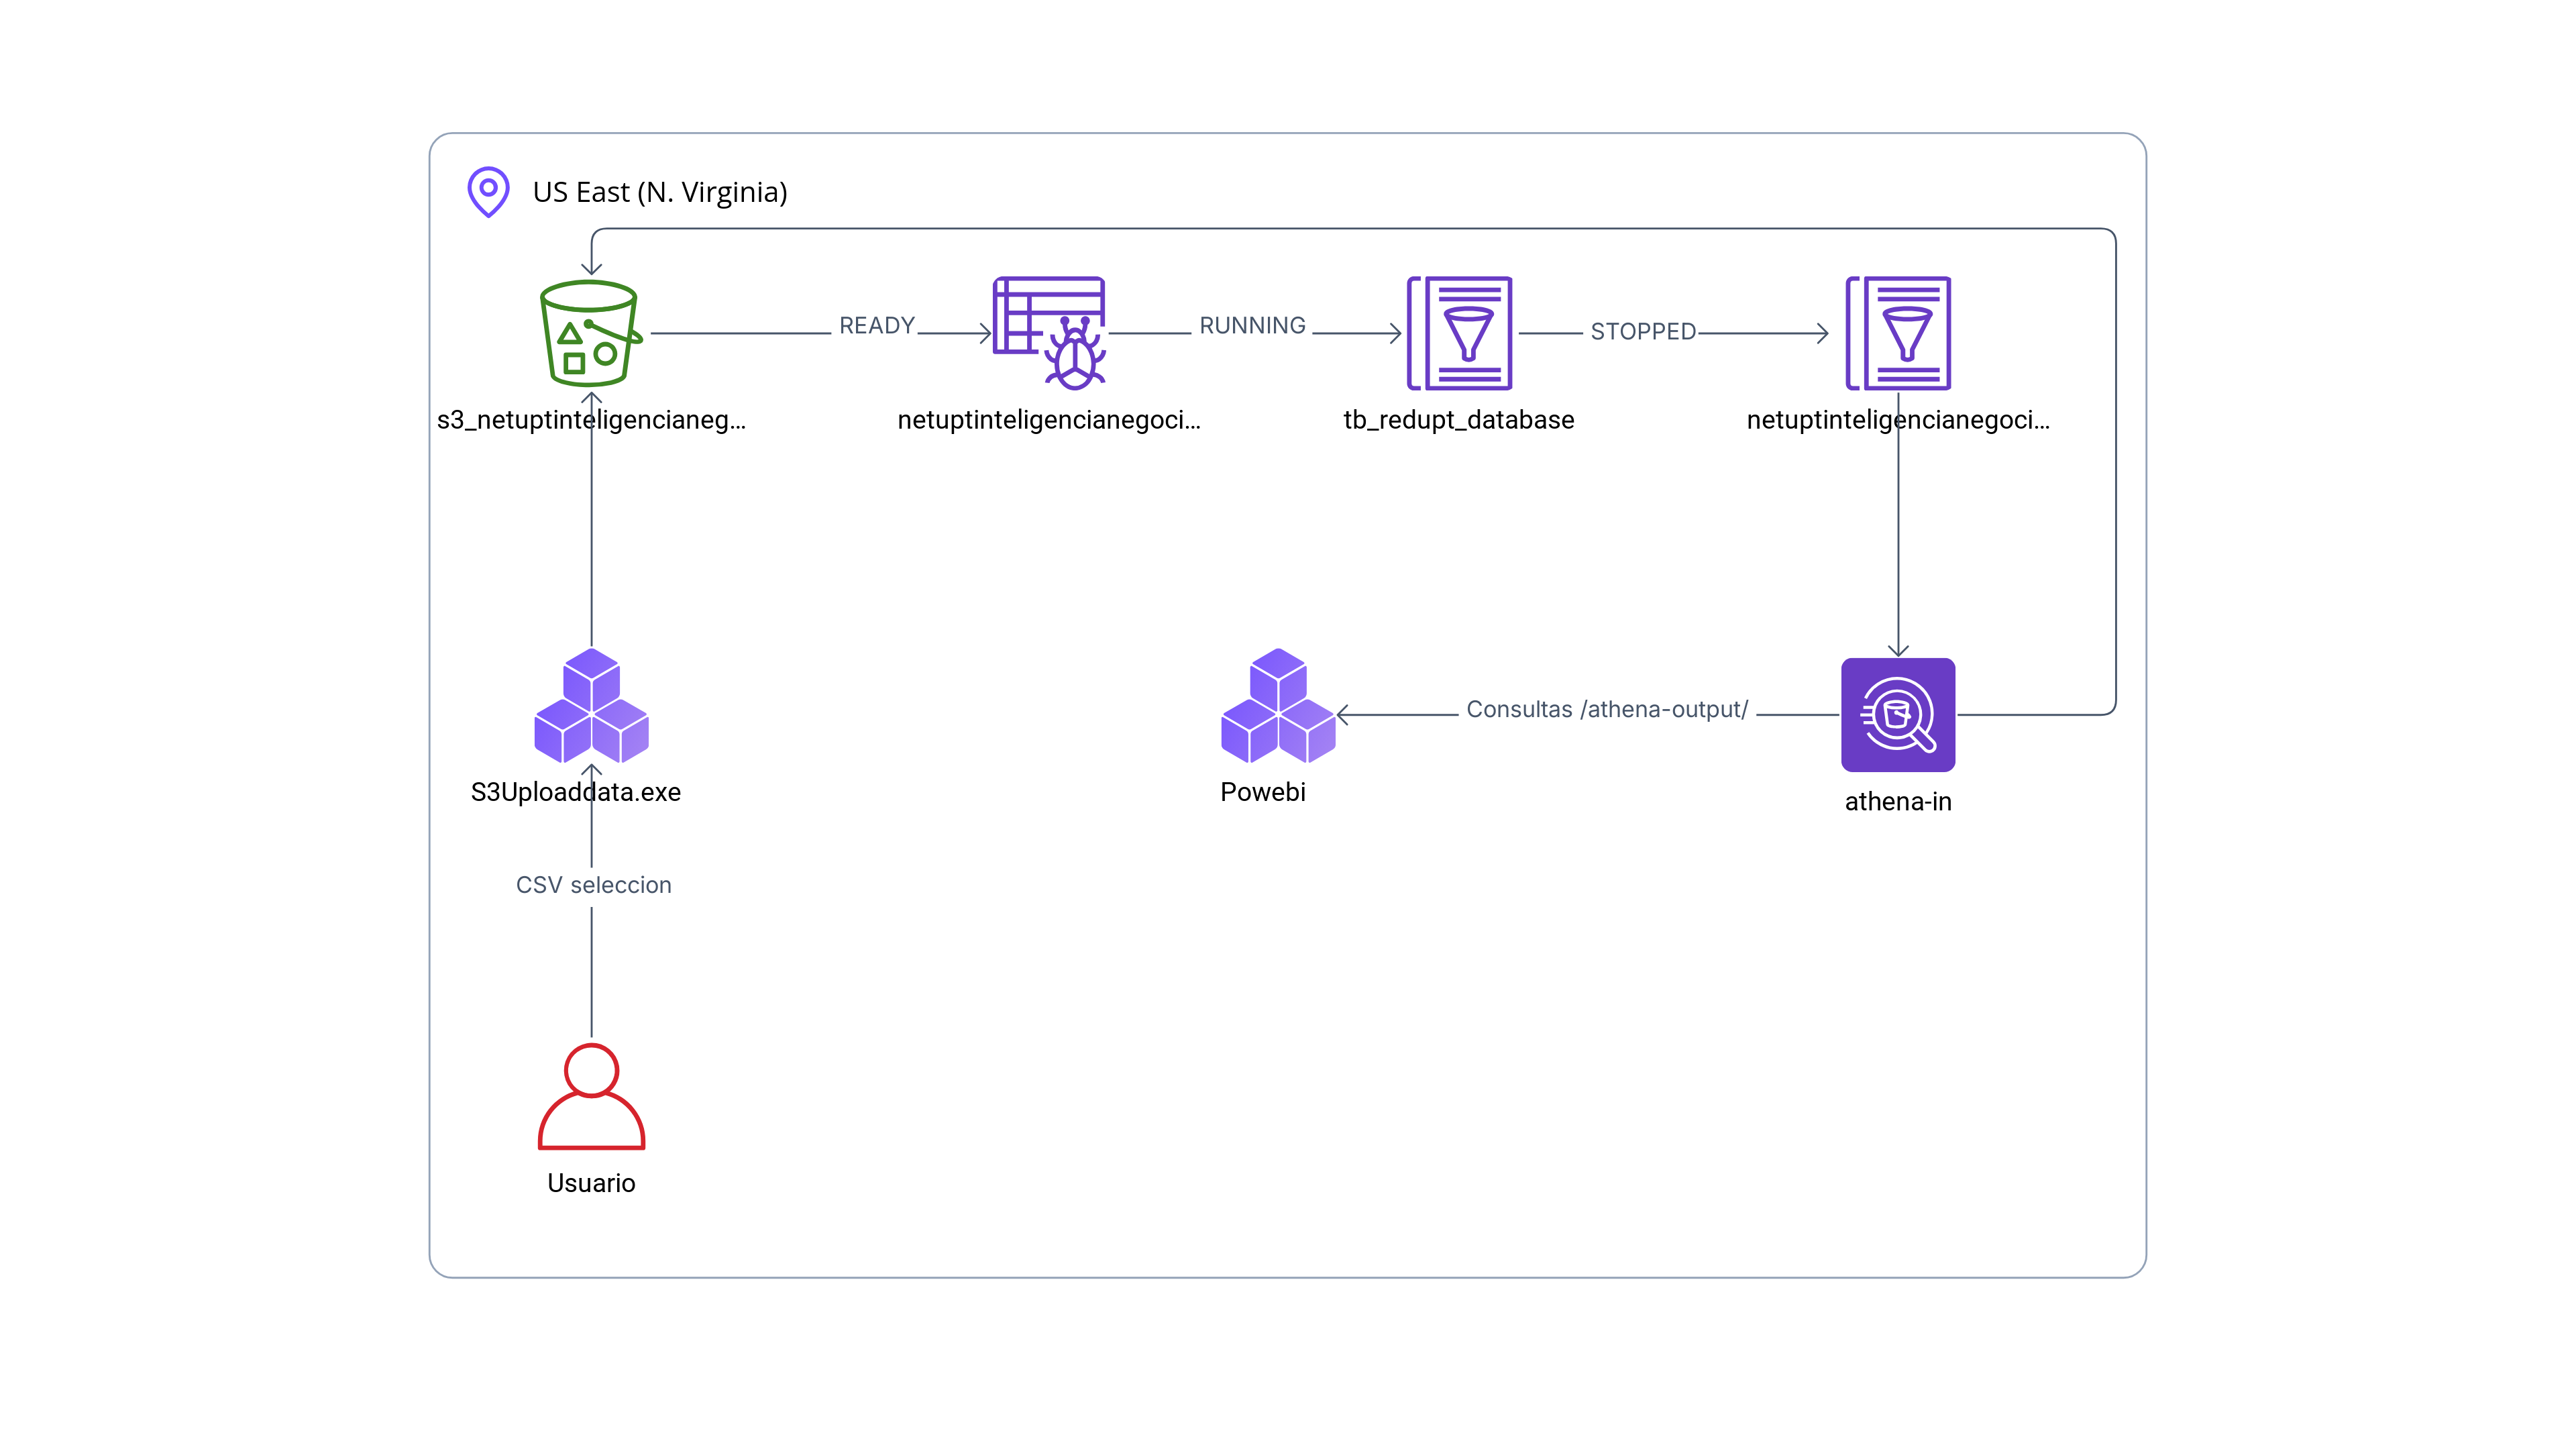 US East (N. Virginia)
READY
RUNNING
STOPPED
s3_netuptinteligencianeg...
netuptinteligencianegoci...
tb_redupt_database
netuptinteligencianegoci...
Consultas /athena-output/
S3Uploaddata.exe
Powebi
athena-in
CSV seleccion
Usuario